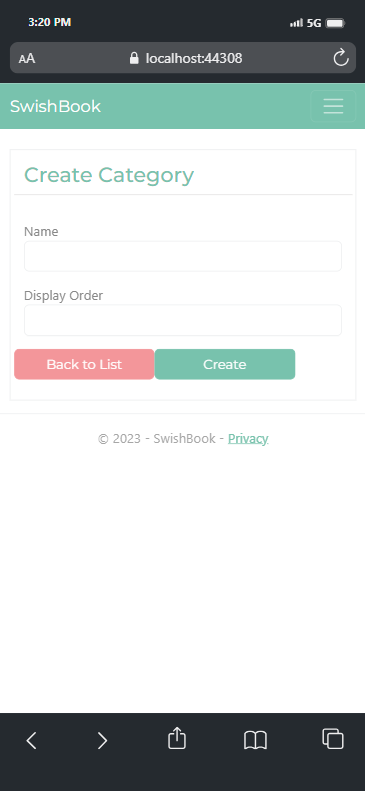 3:20 PM
5G
AA
localhost:44308
SwishBook
Create Category
Name
Display Order
Back to List
Create
© 2023 - SwishBook - Privacy